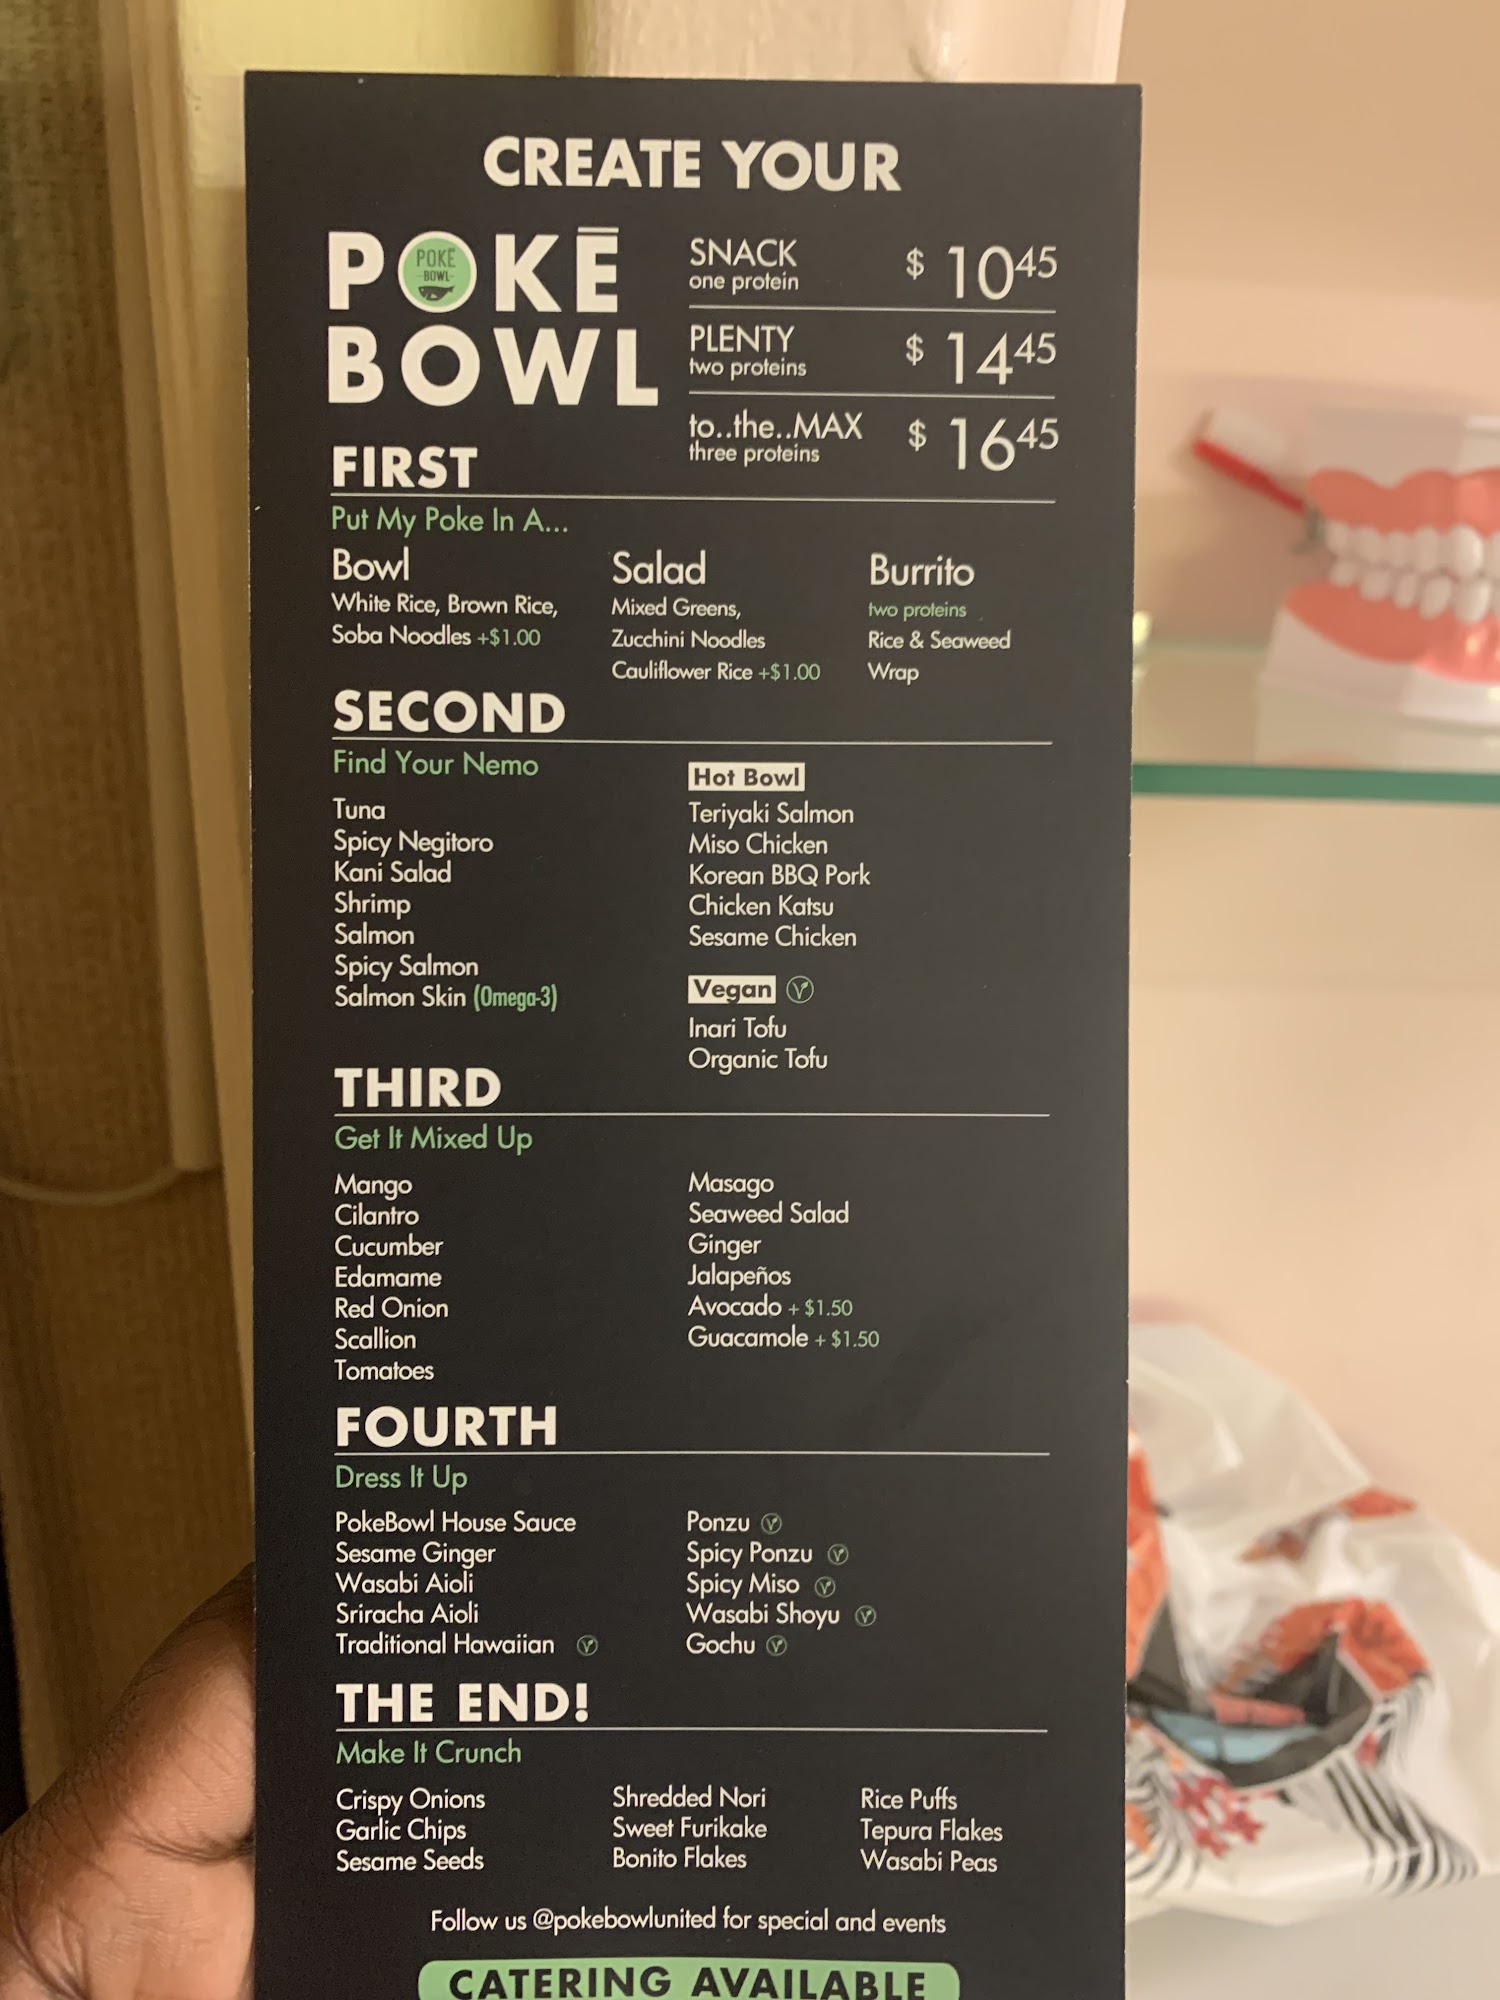 CREATE YOUR
POKĒ
BOWL
POKE
BOWL
SNACK $ 10 45
one protein
PLENTY $ 14 45
two proteins
to..the..MAX $ 16 45
three proteins
FIRST
Put My Poke In A...
Bowl
White Rice, Brown Rice,
Soba Noodles +$1.00
Salad
Mixed Greens,
Zucchini Noodles
Cauliflower Rice +$1.00
Burrito
two proteins
Rice & Seaweed
Wrap
SECOND
Find Your Nemo
Tuna
Spicy Negitoro
Kani Salad
Shrimp
Salmon
Spicy Salmon
Salmon Skin (Omega-3)
Hot Bowl
Teriyaki Salmon
Miso Chicken
Korean BBQ Pork
Chicken Katsu
Sesame Chicken
Vegan V
Inari Tofu
Organic Tofu
THIRD
Get It Mixed Up
Mango
Cilantro
Cucumber
Edamame
Red Onion
Scallion
Tomatoes
Masago
Seaweed Salad
Ginger
Jalapeños
Avocado + $1.50
Guacamole + $1.50
FOURTH
Dress It Up
PokeBowl House Sauce
Sesame Ginger
Wasabi Aioli
Sriracha Aioli
Traditional Hawaiian V
Ponzu V
Spicy Ponzu V
Spicy Miso V
Wasabi Shoyu V
Gochu V
THE END!
Make It Crunch
Crispy Onions
Garlic Chips
Sesame Seeds
Shredded Nori
Sweet Furikake
Bonito Flakes
Rice Puffs
Tepura Flakes
Wasabi Peas
Follow us @pokebowlunited for special and events
CATERING AVAILABLE